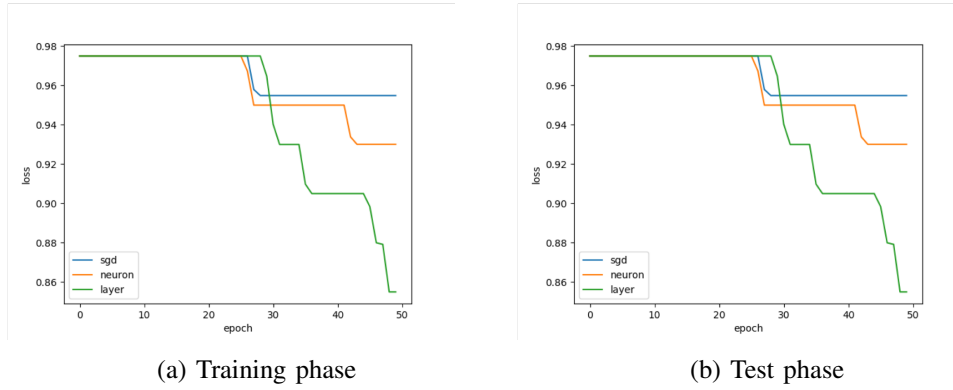 0.98
0.96
0.94
0.92
0.90
0.88
0.86
loss
sgd
neuron
layer
0 10 20 30 40 50
epoch
(a) Training phase
0.98
0.96
0.94
0.92
0.90
0.88
0.86
loss
sgd
neuron
layer
0 10 20 30 40 50
epoch
(b) Test phase